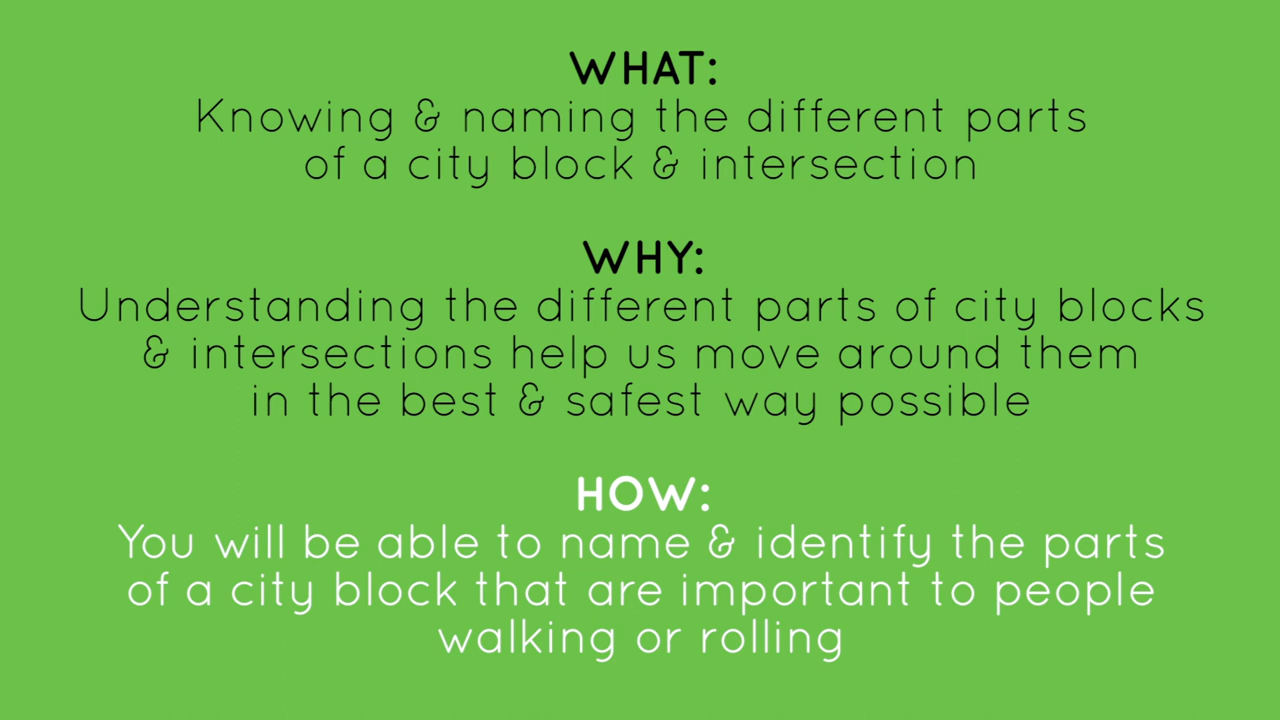 WHAT:
Knowing & naming the different parts
of a city block & intersection
WHY:
Understanding the different parts of city blocks
& intersections help us move around them
in the best & safest way possible
HOW:
You will be able to name & identify the parts
of a city block that are important to people
walking or rolling